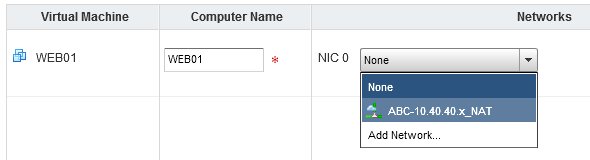 Virtual Machine Computer Name Networks
WEB01 WEB01 * NIC 0 None
None
ABC-10.40.40.x_NAT
Add Network...